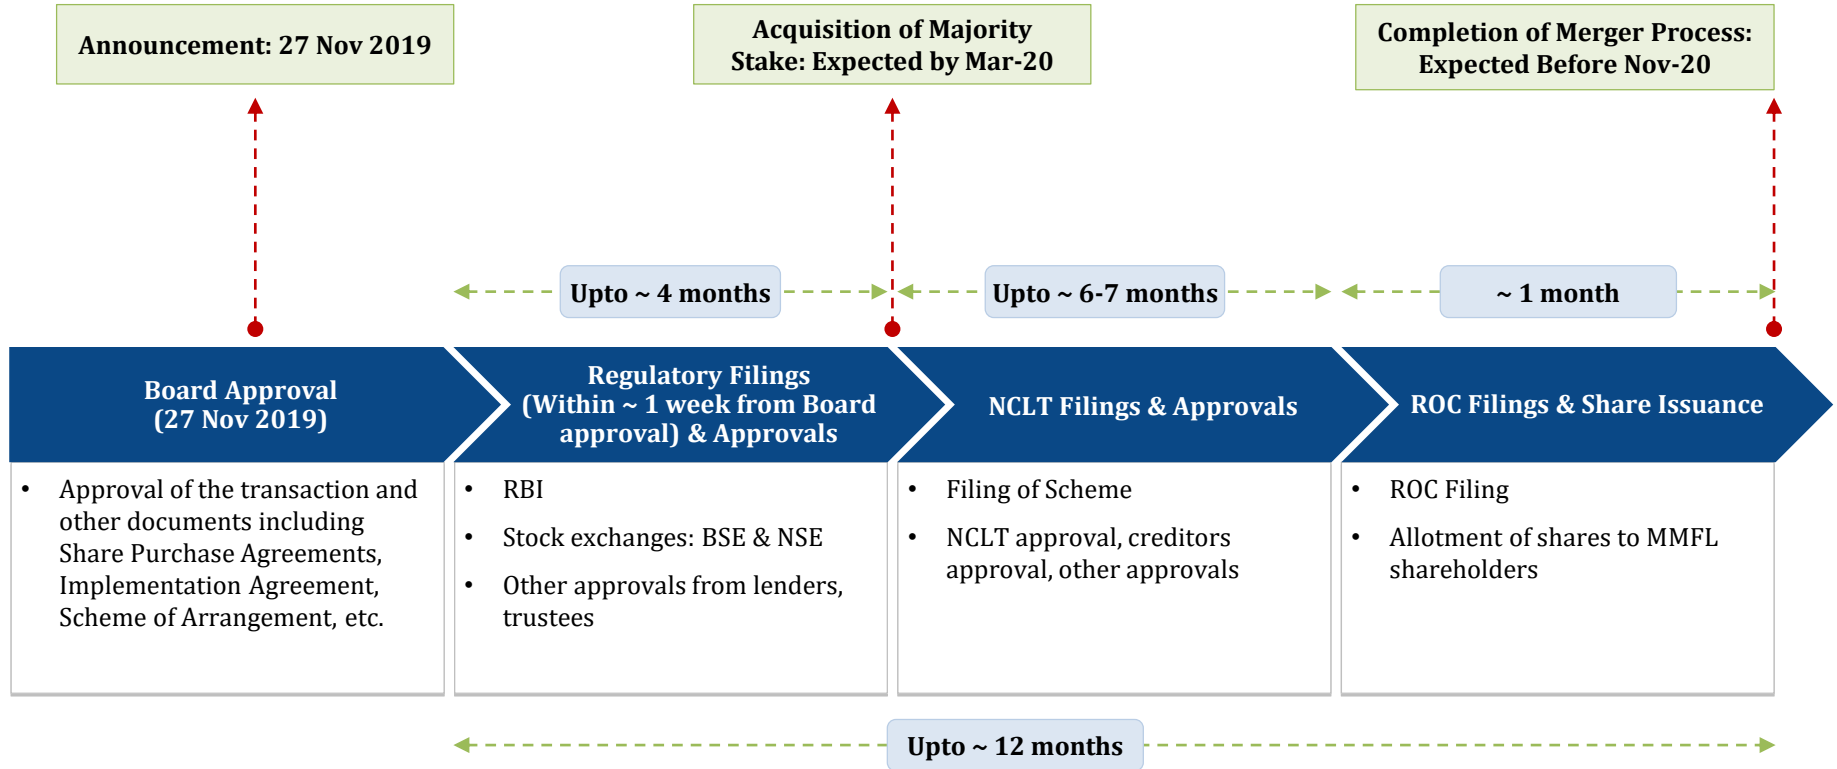 Announcement: 27 Nov 2019
Acquisition of Majority
Stake: Expected by Mar-20
Completion of Merger Process:
Expected Before Nov-20
Upto ~ 4 months
Upto ~ 6-7 months
~ 1 month
Board Approval
(27 Nov 2019)
Regulatory Filings
(Within ~ 1 week from Board
approval) & Approvals
NCLT Filings & Approvals
ROC Filings & Share Issuance
• Approval of the transaction and
other documents including
Share Purchase Agreements,
Implementation Agreement,
Scheme of Arrangement, etc.
• RBI
• Stock exchanges: BSE & NSE
• Other approvals from lenders,
trustees
• Filing of Scheme
• NCLT approval, creditors
approval, other approvals
• ROC Filing
• Allotment of shares to MMFL
shareholders
Upto ~ 12 months